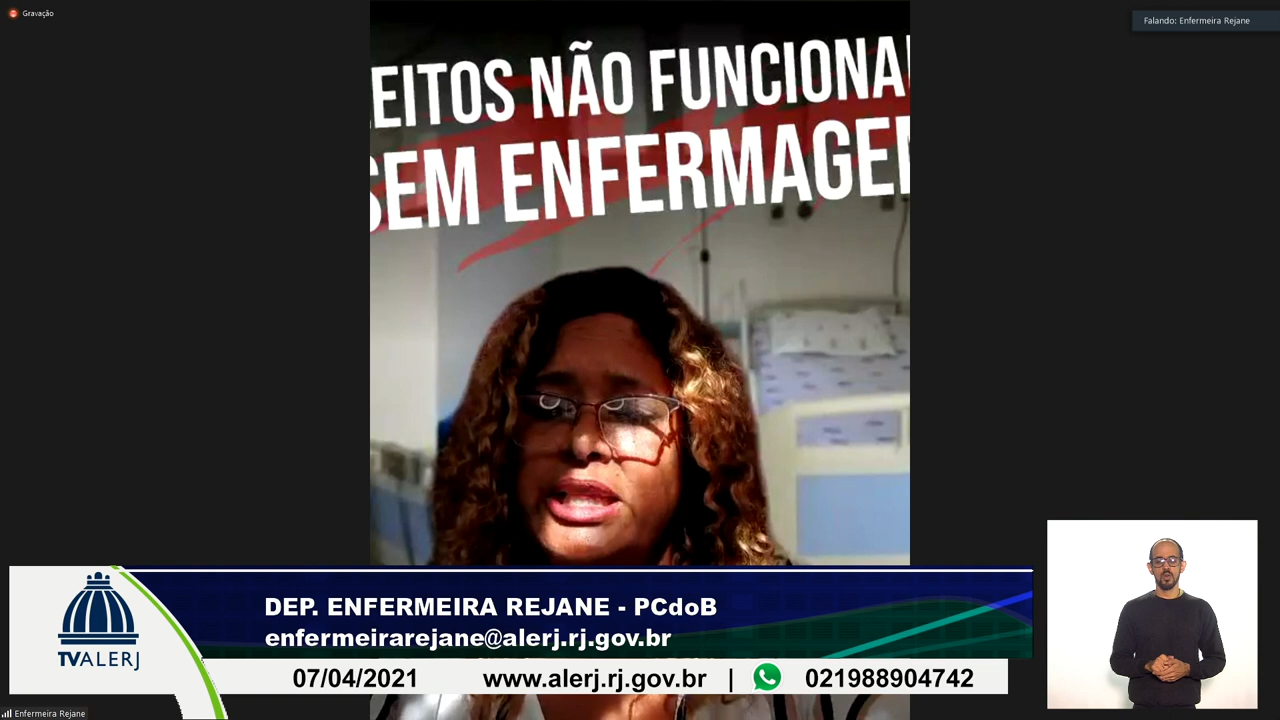 Gravação
Falando: Enfermeira Rejane
EITOS NÃO FUNCIONA
SEM ENFERMAGEM
DEP. ENFERMEIRA REJANE - PCdoB
enfermeirarejane@alerj.rj.gov.br
TVALERJ
07/04/2021 www.alerj.rj.gov.br | 021988904742
Enfermeira Rejane